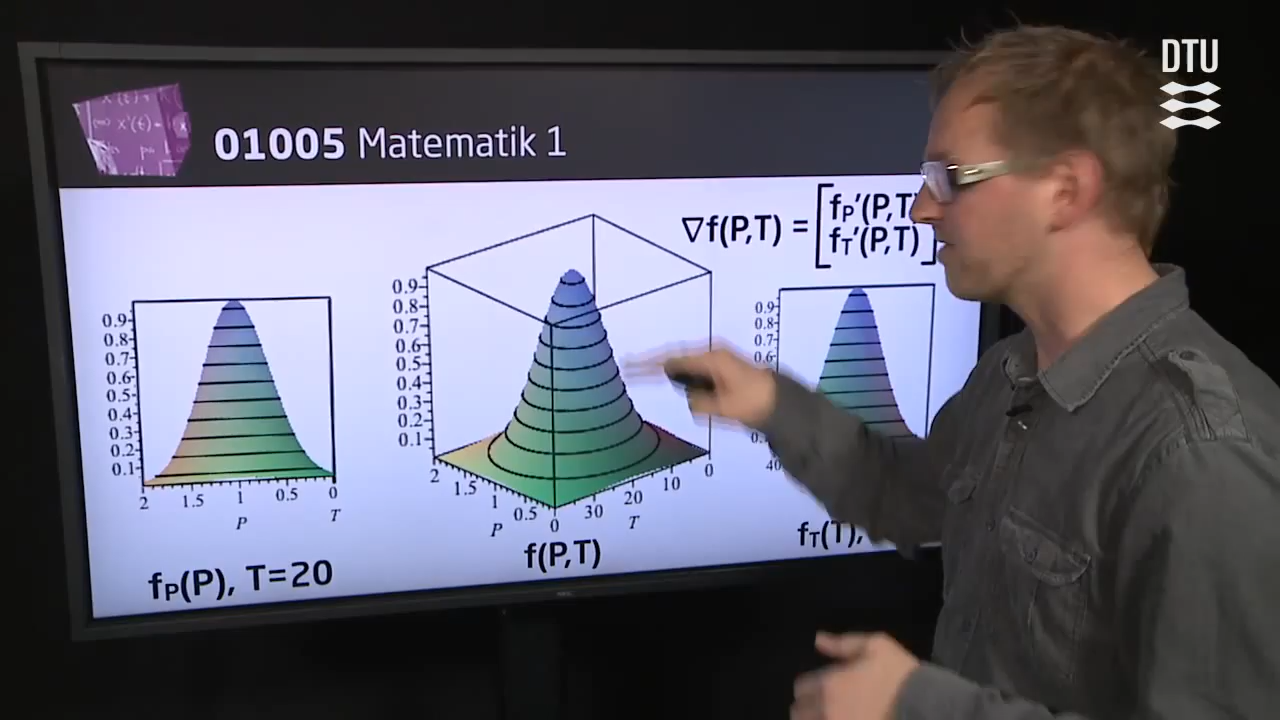 DTU
01005 Matematik 1
∇f(P,T) =
fP'(P,T
fT'(P,T)
0.9
0.8
0.7
0.6
0.5
0.4
0.3
0.2
0.1
2 1.5 1 0.5 0
P T
fP(P), T=20
0.9
0.8
0.7
0.6
0.5
0.4
0.3
0.2
0.1
2 1.5 1 0.5 0 30 20 10 0
P T
f(P,T)
0.9
0.8
0.7
0.6
40
fT(T),